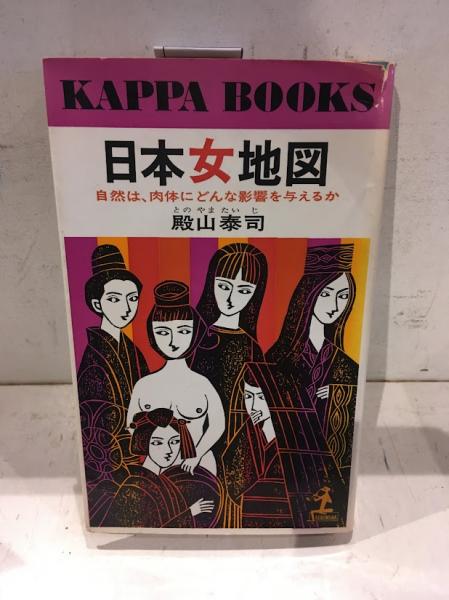 KAPPA BOOKS
日本女地図
自然は、肉体にどんな影響を与えるか
とのやまたいじ
殿山泰司